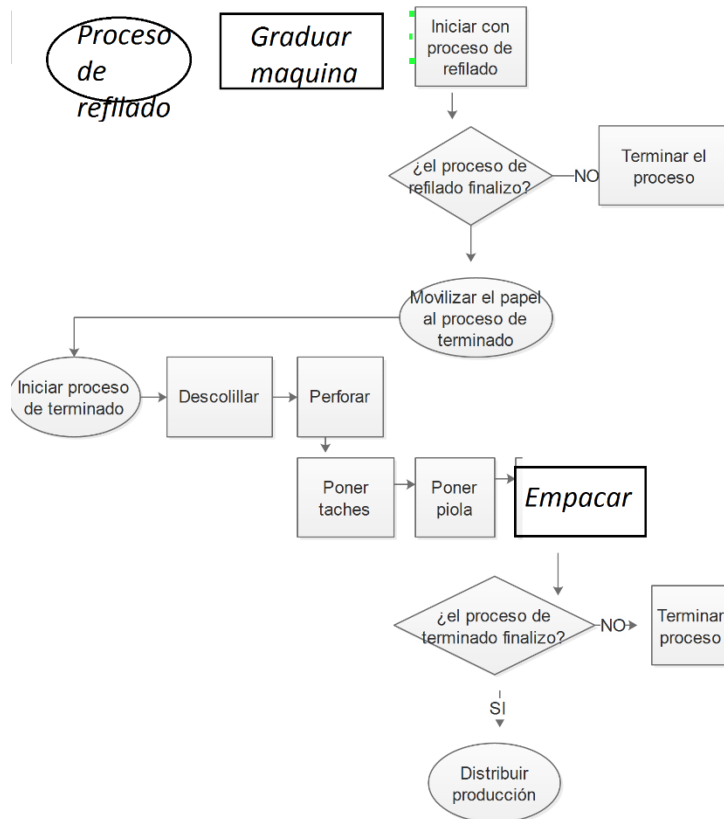 Proceso
de
refilado
Graduar
maquina
Iniciar con
proceso de
refilado
¿el proceso de
refilado finalizo?
NO
Terminar el
proceso
Movilizar el papel
al proceso de
terminado
Iniciar proceso
de terminado
Descolillar
Perforar
Poner
taches
Poner
piola
Empacar
¿el proceso de
terminado finalizo?
NO
Terminar
proceso
SI
Distribuir
producción